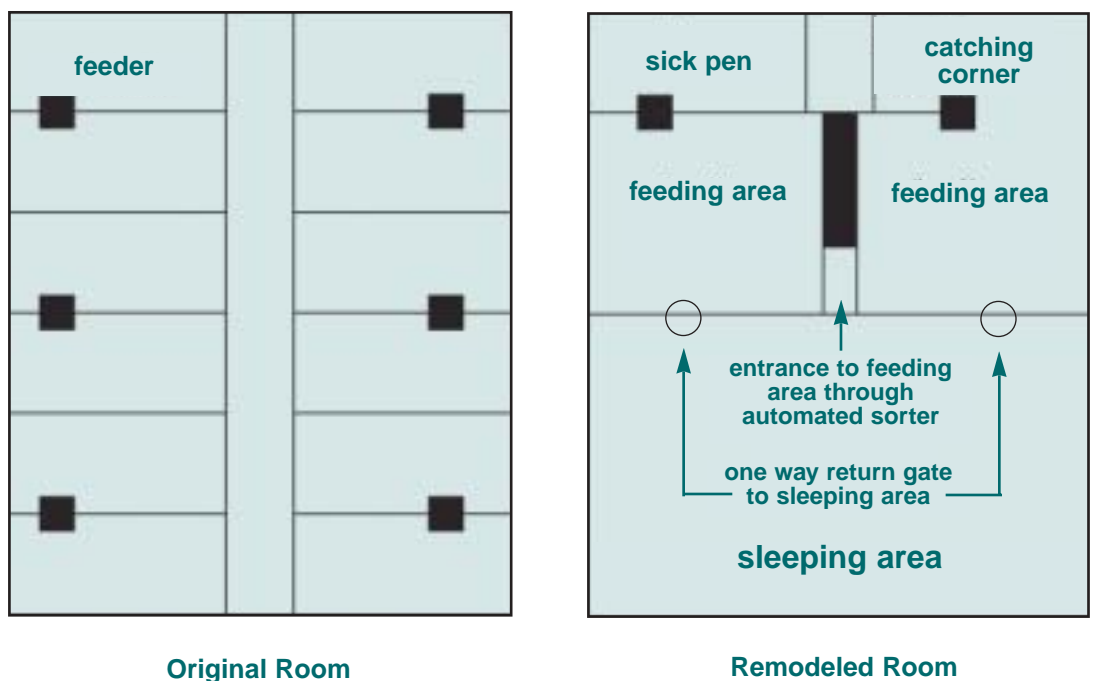 feeder
sick pen
catching
corner
feeding area
feeding area
entrance to feeding
area through
automated sorter
one way return gate
to sleeping area
sleeping area
Original Room
Remodeled Room